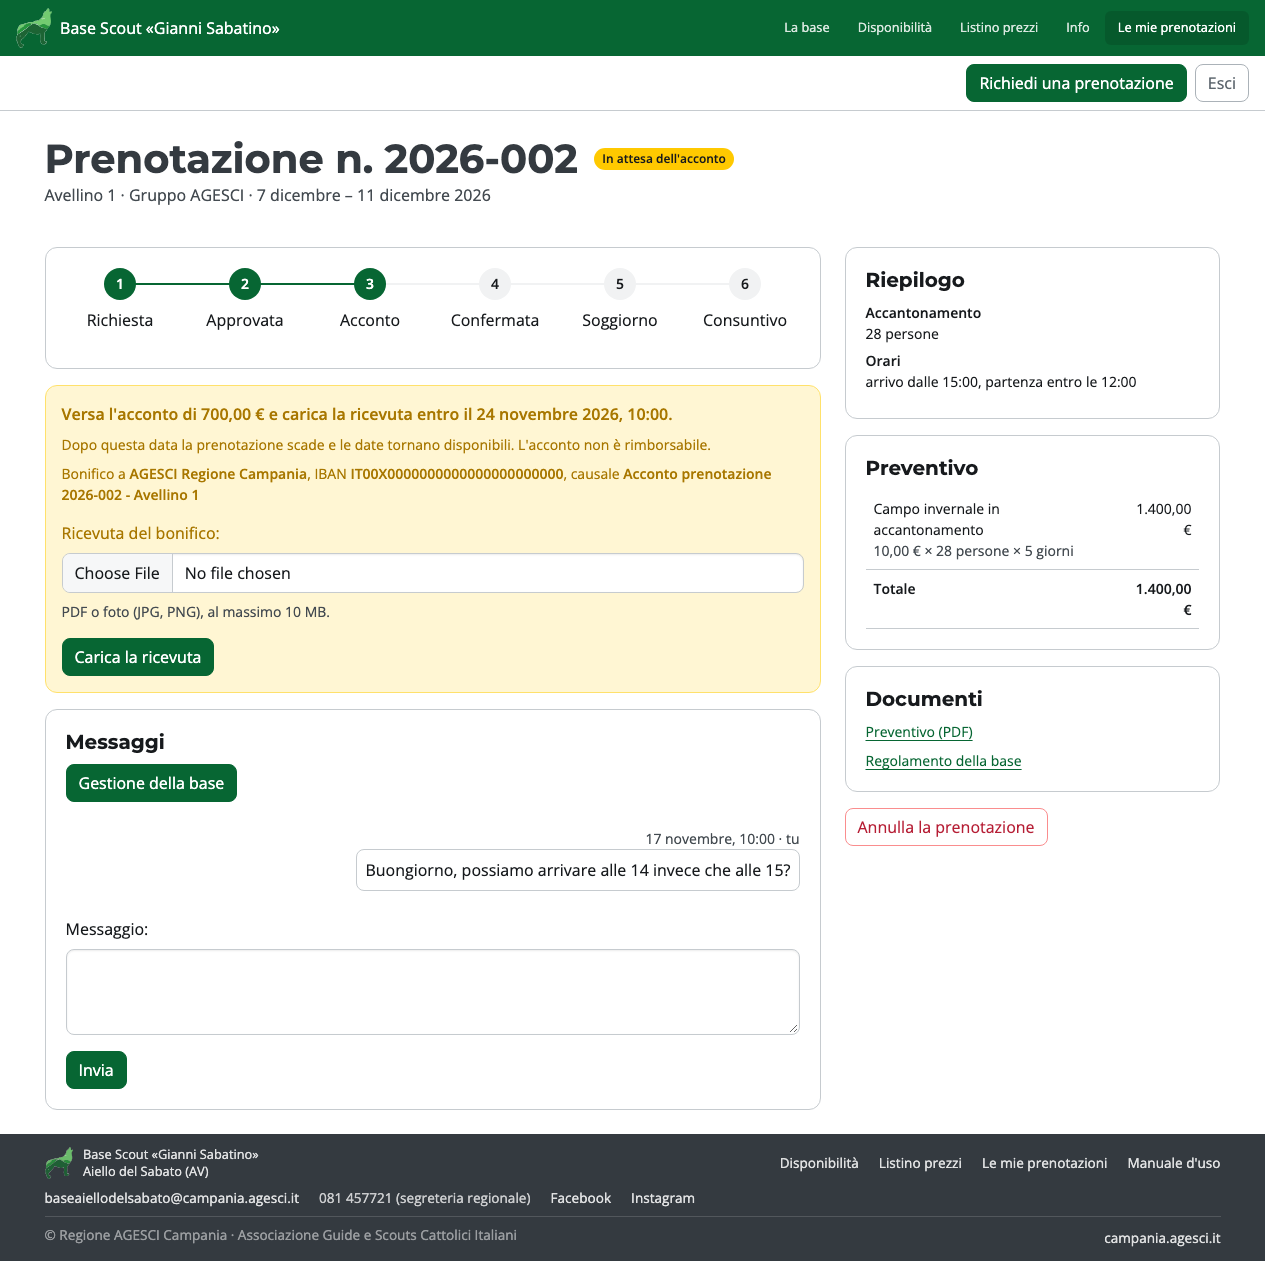 Base Scout «Gianni Sabatino»
La base
Disponibilità
Listino prezzi
Info
Le mie prenotazioni
Richiedi una prenotazione
Esci
Prenotazione n. 2026-002
In attesa dell'acconto
Avellino 1 · Gruppo AGESCI · 7 dicembre – 11 dicembre 2026
1
2
3
4
5
6
Richiesta
Approvata
Acconto
Confermata
Soggiorno
Consuntivo
Versa l'acconto di 700,00 € e carica la ricevuta entro il 24 novembre 2026, 10:00.
Dopo questa data la prenotazione scade e le date tornano disponibili. L'acconto non è rimborsabile.
Bonifico a AGESCI Regione Campania, IBAN IT00X0000000000000000000000, causale Acconto prenotazione
2026-002 - Avellino 1
Ricevuta del bonifico:
Choose File
No file chosen
PDF o foto (JPG, PNG), al massimo 10 MB.
Carica la ricevuta
Messaggi
Gestione della base
17 novembre, 10:00 · tu
Buongiorno, possiamo arrivare alle 14 invece che alle 15?
Messaggio:
Invia
Riepilogo
Accantonamento
28 persone
Orari
arrivo dalle 15:00, partenza entro le 12:00
Preventivo
Campo invernale in
accantonamento
10,00 € × 28 persone × 5 giorni
1.400,00
€
Totale
1.400,00
€
Documenti
Preventivo (PDF)
Regolamento della base
Annulla la prenotazione
Base Scout «Gianni Sabatino»
Aiello del Sabato (AV)
Disponibilità
Listino prezzi
Le mie prenotazioni
Manuale d'uso
baseaiellodelsabato@campania.agesci.it
081 457721 (segreteria regionale)
Facebook
Instagram
© Regione AGESCI Campania · Associazione Guide e Scouts Cattolici Italiani
campania.agesci.it